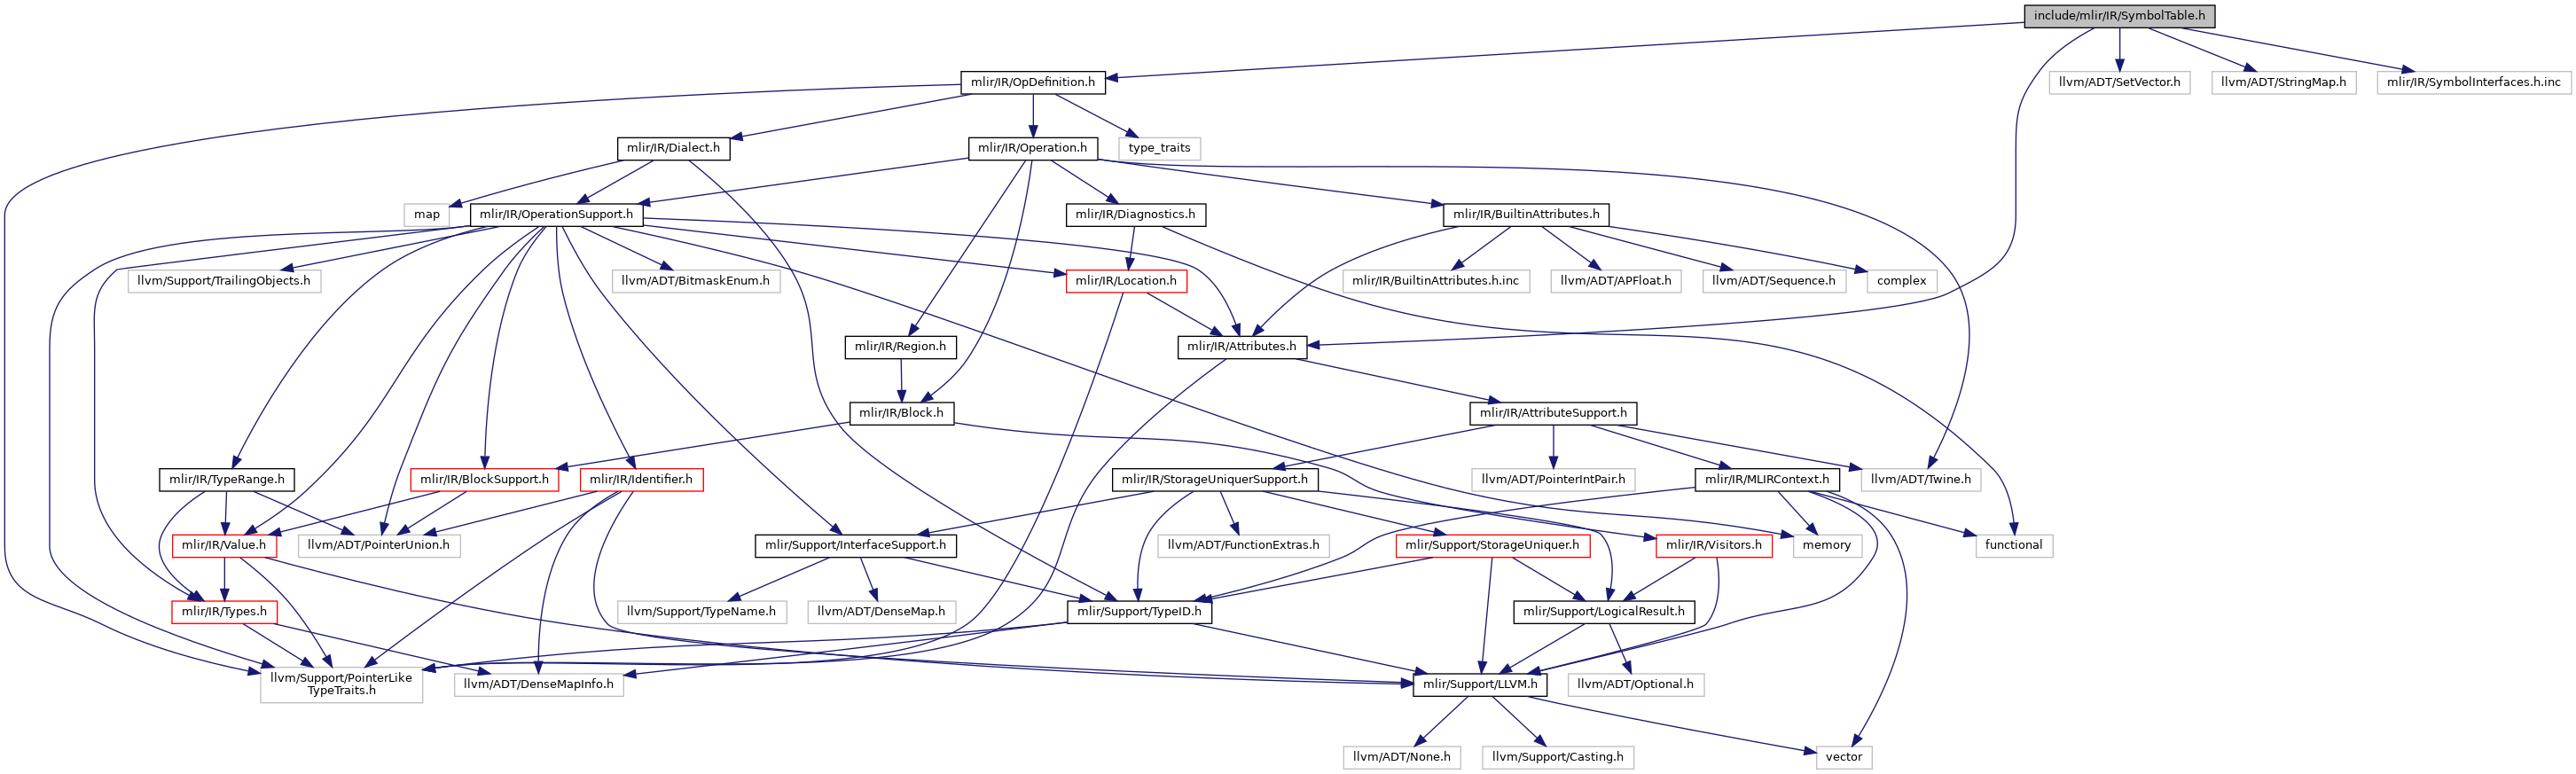 include/mlir/IR/SymbolTable.h
mlir/IR/OpDefinition.h
llvm/ADT/SetVector.h
llvm/ADT/StringMap.h
mlir/IR/SymbolInterfaces.h.inc
mlir/IR/Dialect.h
mlir/IR/Operation.h
type_traits
map
mlir/IR/OperationSupport.h
mlir/IR/Diagnostics.h
mlir/IR/BuiltinAttributes.h
llvm/Support/TrailingObjects.h
llvm/ADT/BitmaskEnum.h
mlir/IR/Location.h
mlir/IR/BuiltinAttributes.h.inc
llvm/ADT/APFloat.h
llvm/ADT/Sequence.h
complex
mlir/IR/Region.h
mlir/IR/Attributes.h
mlir/IR/Block.h
mlir/IR/AttributeSupport.h
mlir/IR/TypeRange.h
mlir/IR/BlockSupport.h
mlir/IR/Identifier.h
mlir/IR/StorageUniquerSupport.h
llvm/ADT/PointerIntPair.h
mlir/IR/MLIRContext.h
llvm/ADT/Twine.h
mlir/IR/Value.h
llvm/ADT/PointerUnion.h
mlir/Support/InterfaceSupport.h
llvm/ADT/FunctionExtras.h
mlir/Support/StorageUniquer.h
mlir/IR/Visitors.h
memory
functional
mlir/IR/Types.h
llvm/Support/TypeName.h
llvm/ADT/DenseMap.h
mlir/Support/TypeID.h
mlir/Support/LogicalResult.h
llvm/Support/PointerLike
TypeTraits.h
llvm/ADT/DenseMapInfo.h
mlir/Support/LLVM.h
llvm/ADT/Optional.h
llvm/ADT/None.h
llvm/Support/Casting.h
vector